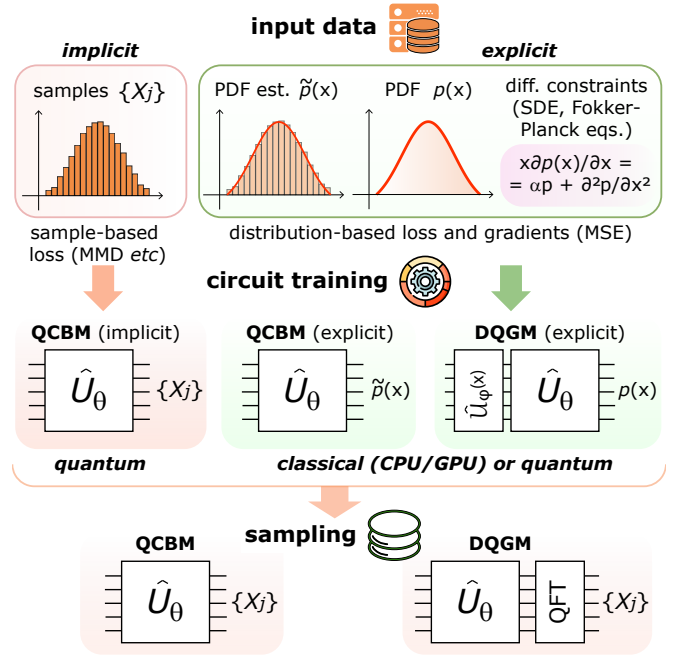 input data
implicit
explicit
samples {Xj}
PDF est. p̃(x)
PDF p(x)
diff. constraints
(SDE, Fokker-
Planck eqs.)
x∂p(x)/∂x =
= αp + ∂²p/∂x²
sample-based
loss (MMD etc)
distribution-based loss and gradients (MSE)
circuit training
QCBM (implicit)
QCBM (explicit)
DQGM (explicit)
Ûθ
{Xj}
Ûθ
p̃(x)
Ûφ(x)
Ûθ
p(x)
quantum
classical (CPU/GPU) or quantum
sampling
QCBM
DQGM
Ûθ
{Xj}
Ûθ
QFT
{Xj}